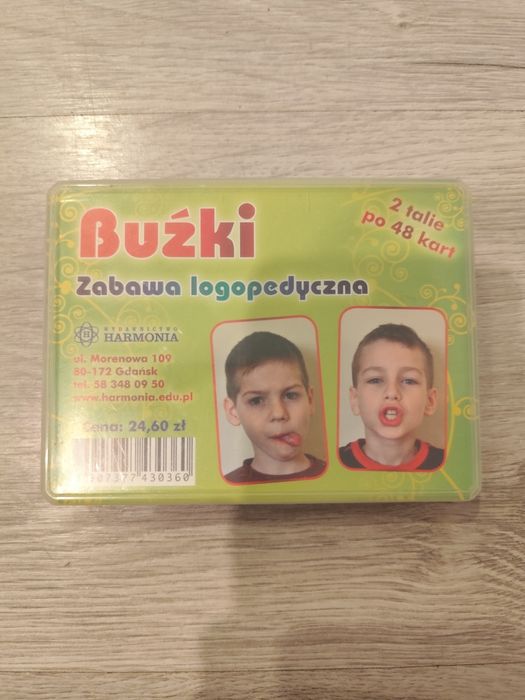 Buźki
2 talie
po 48 kart
Zabawa logopedyczna
WYDAWNICTWO
HARMONIA
ul. Morenowa 109
80-172 Gdańsk
tel. 58 348 09 50
www.harmonia.edu.pl
Cena: 24,60 zł